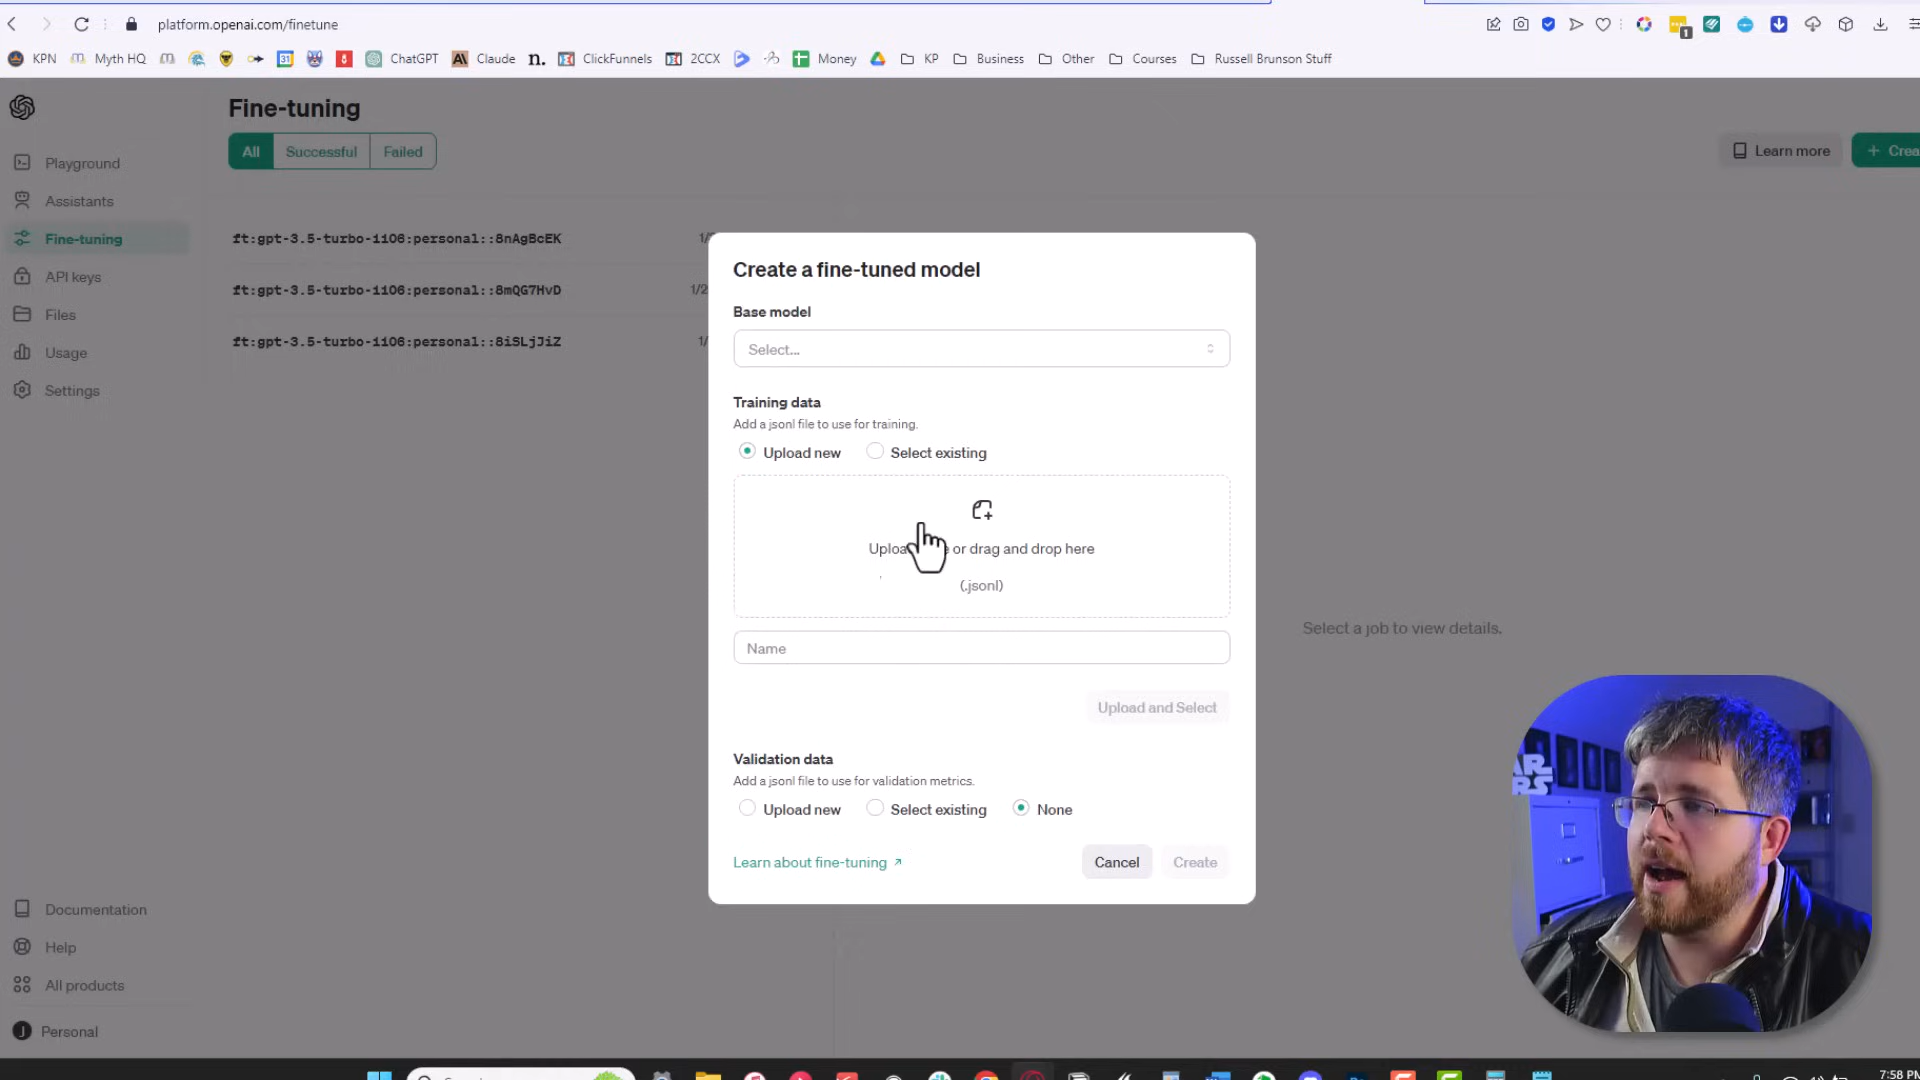 platform.openai.com/finetune
1
KPN
Myth HQ
31
ChatGPT
Claude
n.
ClickFunnels
2CCX
Money
KP
Business
Other
Courses
Russell Brunson Stuff
Fine-tuning
All
Successful
Failed
Learn more
Playground
Assistants
Fine-tuning
API keys
Files
Usage
Settings
ft:gpt-3.5-turbo-1106:personal::8nAgBcEK
ft:gpt-3.5-turbo-1106:personal::8mQG7HvD
ft:gpt-3.5-turbo-1106:personal::8iSLjJiZ
Create a fine-tuned model
Base model
Select...
Training data
Add a jsonl file to use for training.
Upload new
Select existing
or drag and drop here
(.jsonl)
Name
Upload and Select
Validation data
Add a jsonl file to use for validation metrics.
Upload new
Select existing
None
Learn about fine-tuning
Cancel
Create
Select a job to view details.
Documentation
Help
All products
J
Personal
7:58 PM